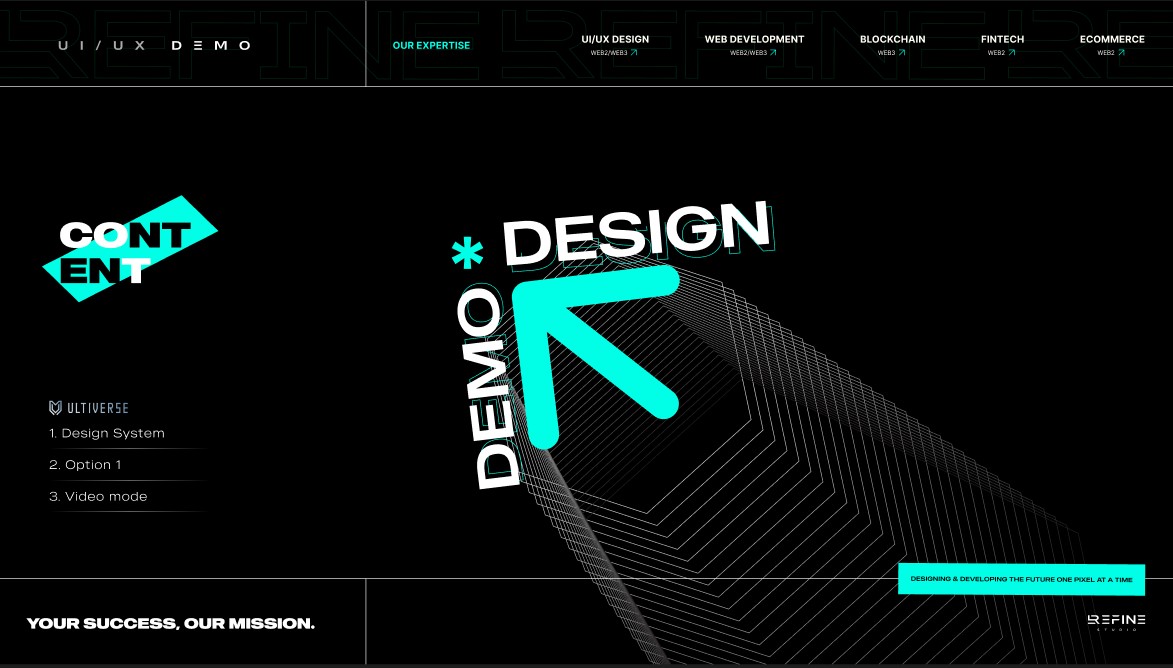 REFINE REFINE RE
UI/UX DEMO
OUR EXPERTISE
UI/UX DESIGN
WEB2/WEB3
WEB DEVELOPMENT
WEB2/WEB3
BLOCKCHAIN
WEB3
FINTECH
WEB2
ECOMMERCE
WEB2
CONT
ENT
* DESIGN
DEMO
ULTIVERSE
1. Design System
2. Option 1
3. Video mode
DESIGNING & DEVELOPING THE FUTURE ONE PIXEL AT A TIME
YOUR SUCCESS, OUR MISSION.
REFINE
STUDIO